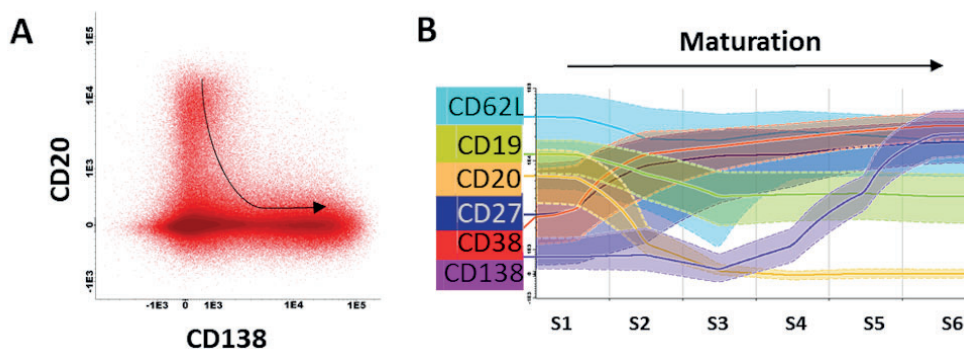 A
CD20
1E5
1E4
1E3
0
-1E3
-1E3
0
1E3
1E4
1E5
CD138
B
Maturation
CD62L
CD19
CD20
CD27
CD38
CD138
S1
S2
S3
S4
S5
S6